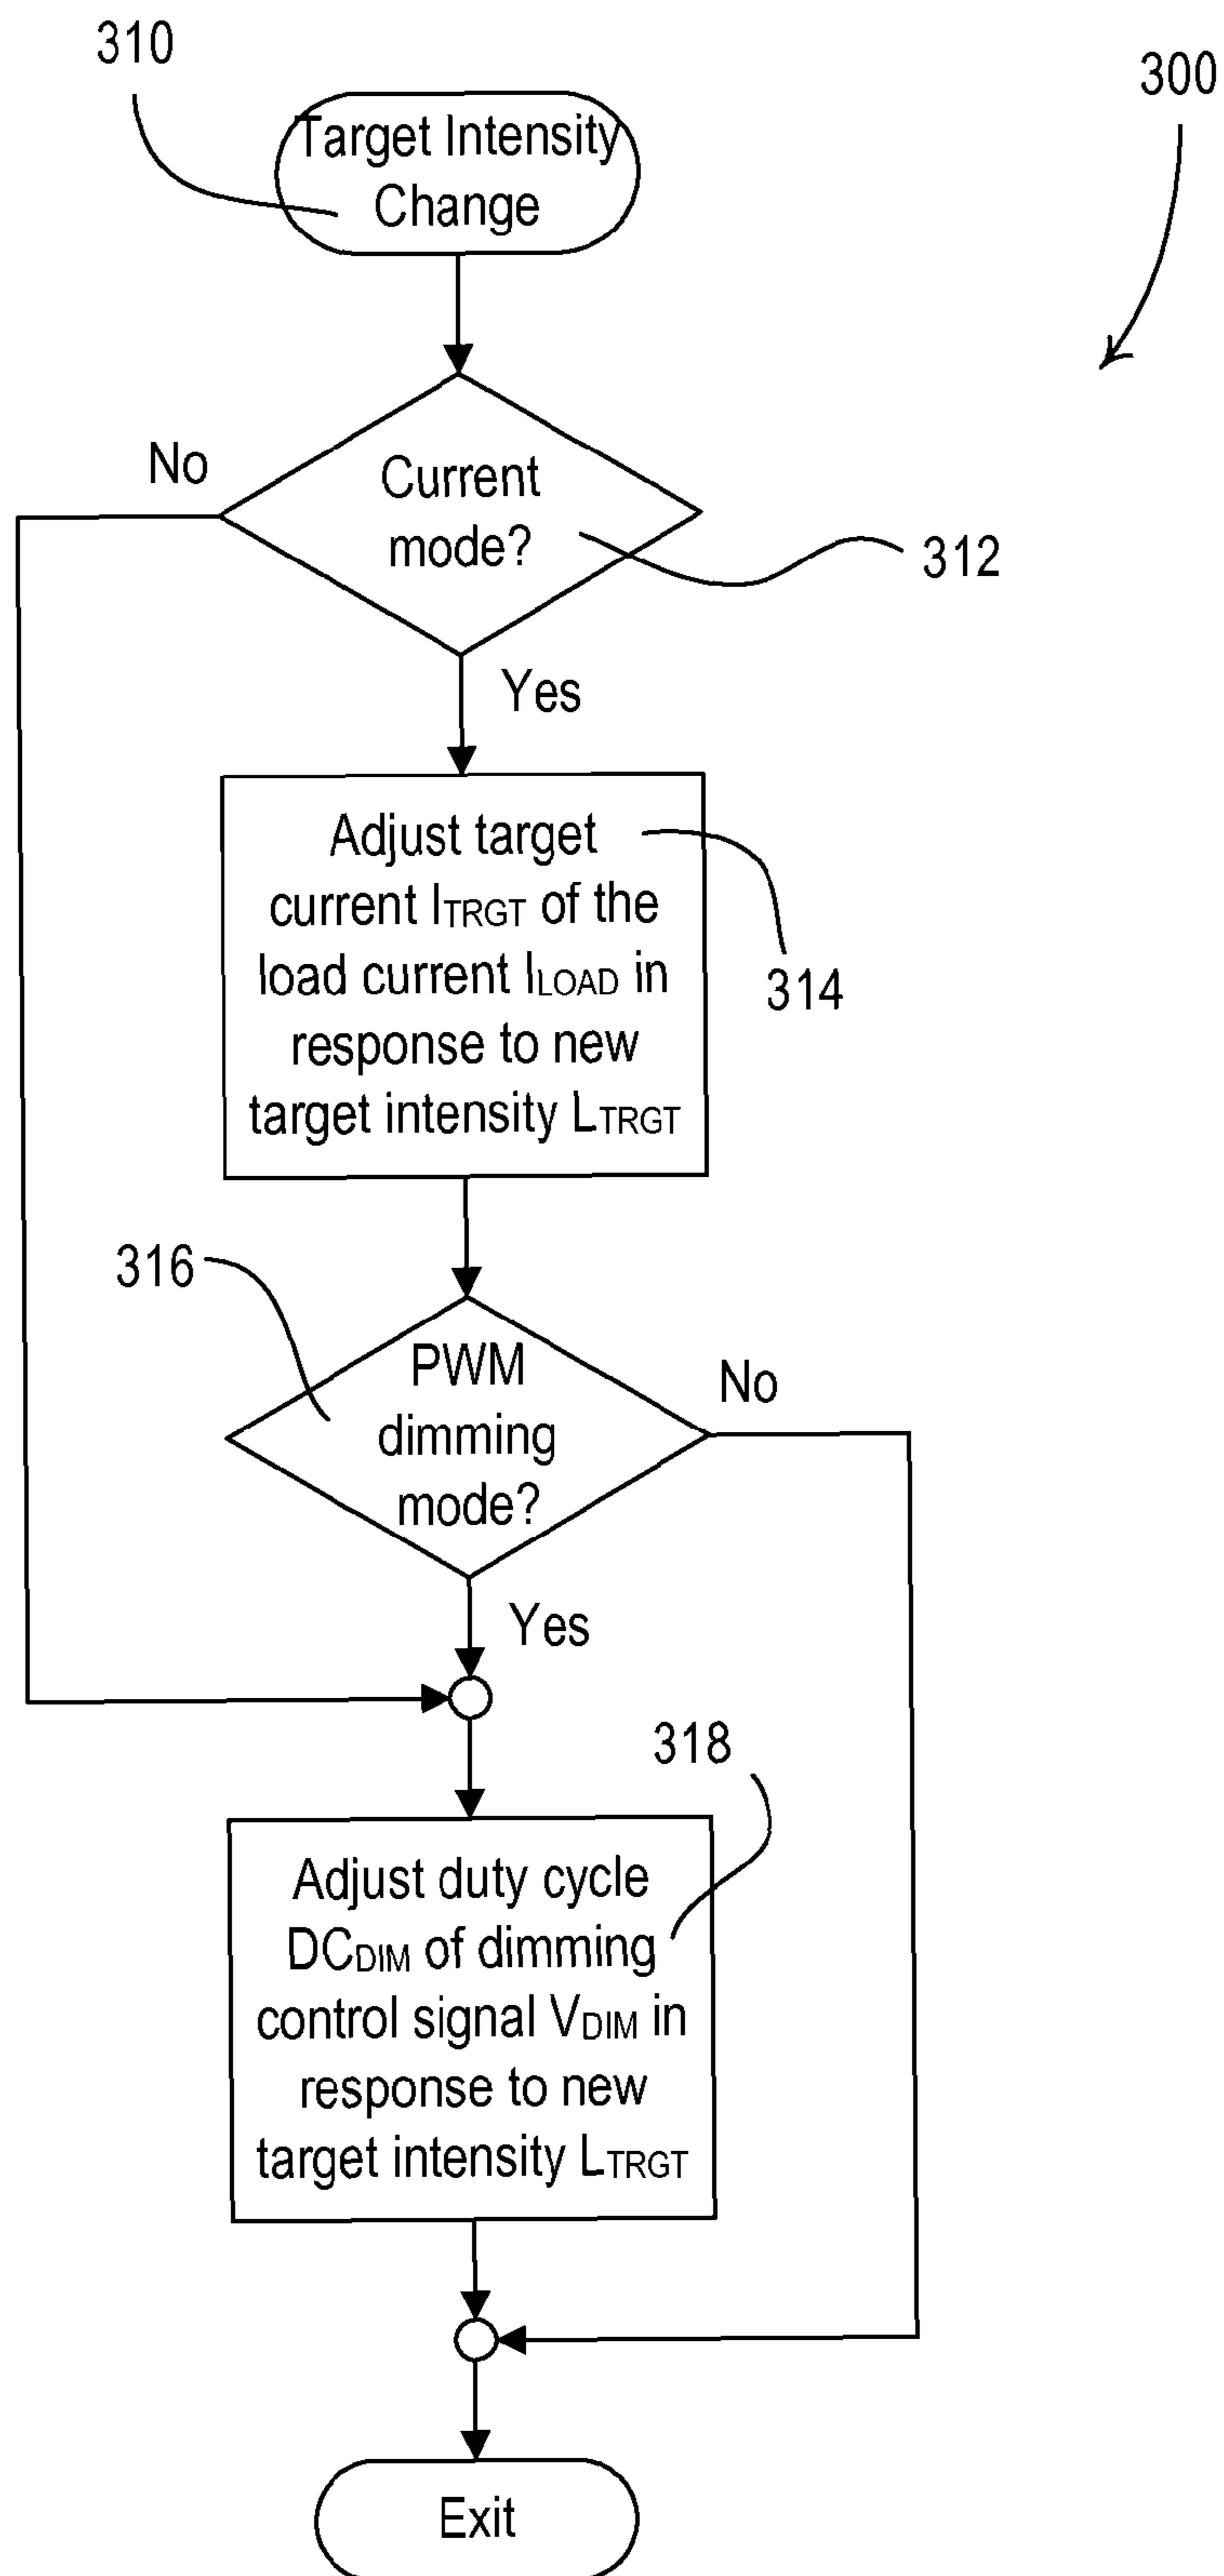 310
300
Target Intensity
Change
No
Current
mode?
312
Yes
Adjust target
current ITRGT of the
load current ILOAD in
response to new
target intensity LTRGT
314
316
PWM
dimming
mode?
No
Yes
318
Adjust duty cycle
DCDIM of dimming
control signal VDIM in
response to new
target intensity LTRGT
Exit